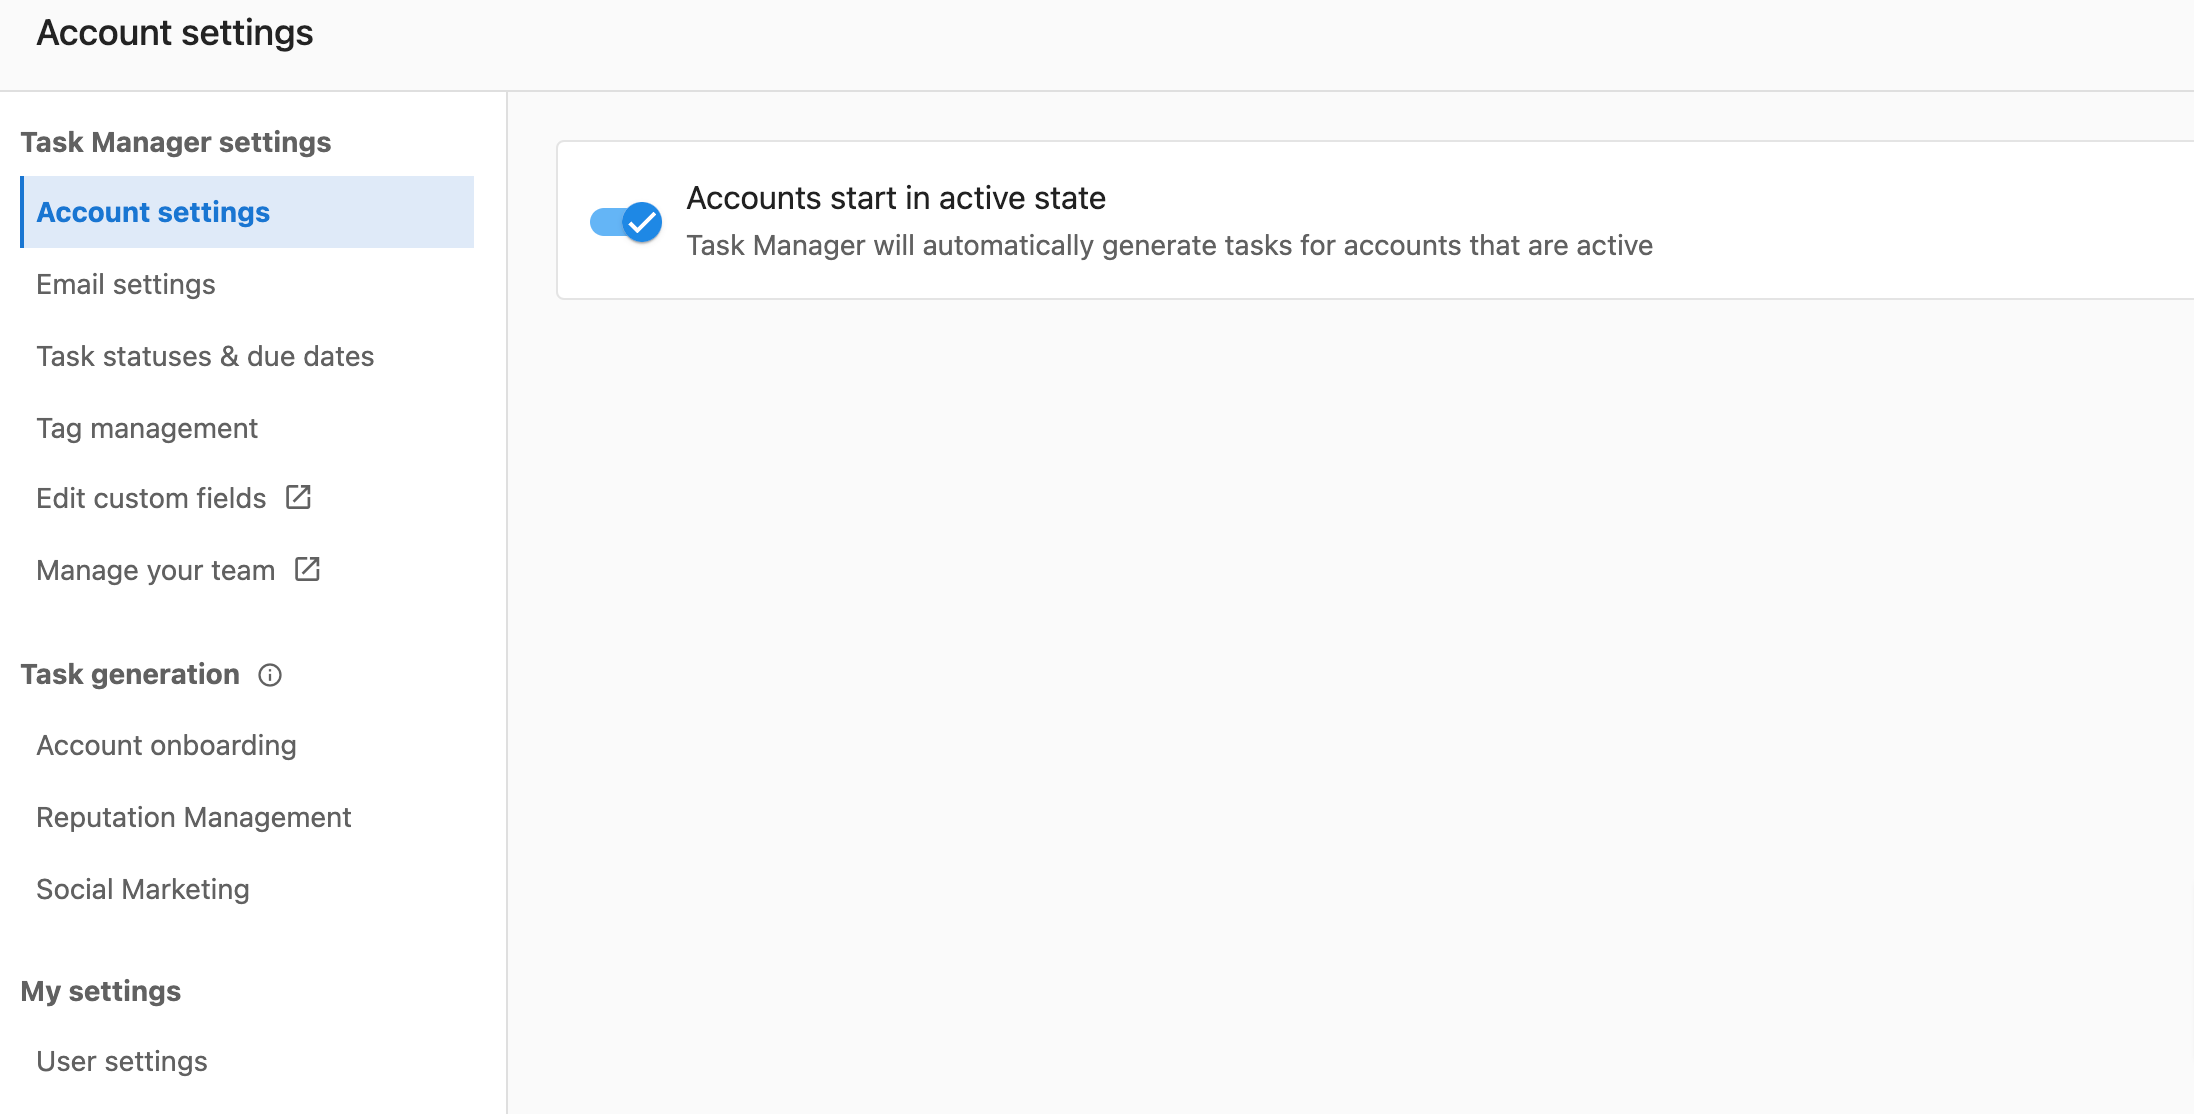 Account settings
Task Manager settings
Account settings
Email settings
Task statuses & due dates
Tag management
Edit custom fields
Manage your team
Task generation
Account onboarding
Reputation Management
Social Marketing
My settings
User settings
Accounts start in active state
Task Manager will automatically generate tasks for accounts that are active